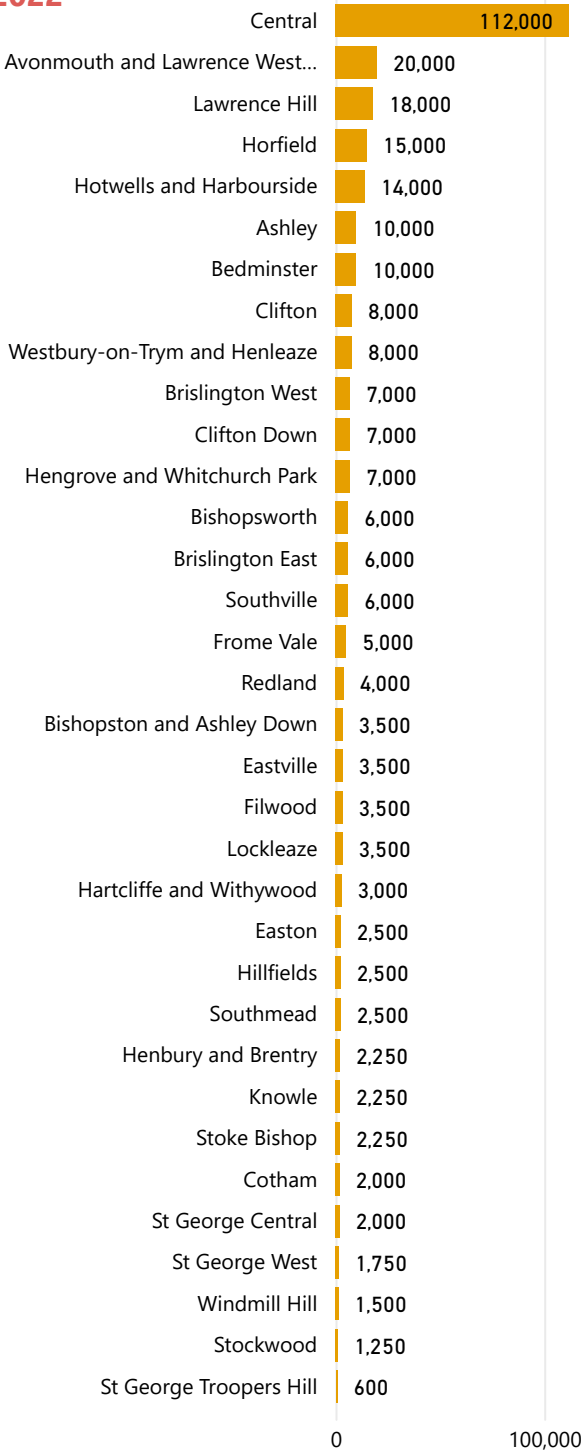 Central 112,000
Avonmouth and Lawrence West... 20,000
Lawrence Hill 18,000
Horfield 15,000
Hotwells and Harbourside 14,000
Ashley 10,000
Bedminster 10,000
Clifton 8,000
Westbury-on-Trym and Henleaze 8,000
Brislington West 7,000
Clifton Down 7,000
Hengrove and Whitchurch Park 7,000
Bishopsworth 6,000
Brislington East 6,000
Southville 6,000
Frome Vale 5,000
Redland 4,000
Bishopston and Ashley Down 3,500
Eastville 3,500
Filwood 3,500
Lockleaze 3,500
Hartcliffe and Withywood 3,000
Easton 2,500
Hillfields 2,500
Southmead 2,500
Henbury and Brentry 2,250
Knowle 2,250
Stoke Bishop 2,250
Cotham 2,000
St George Central 2,000
St George West 1,750
Windmill Hill 1,500
Stockwood 1,250
St George Troopers Hill 600
0 100,000